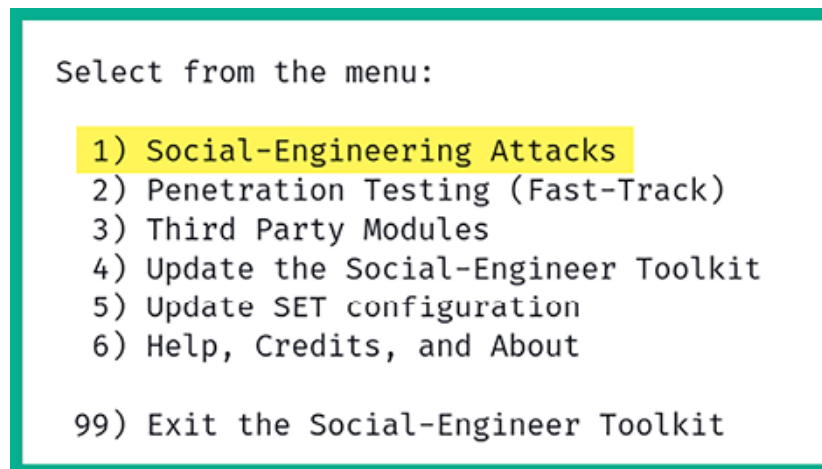 Select from the menu:
1) Social-Engineering Attacks
2) Penetration Testing (Fast-Track)
3) Third Party Modules
4) Update the Social-Engineer Toolkit
5) Update SET configuration
6) Help, Credits, and About
99) Exit the Social-Engineer Toolkit